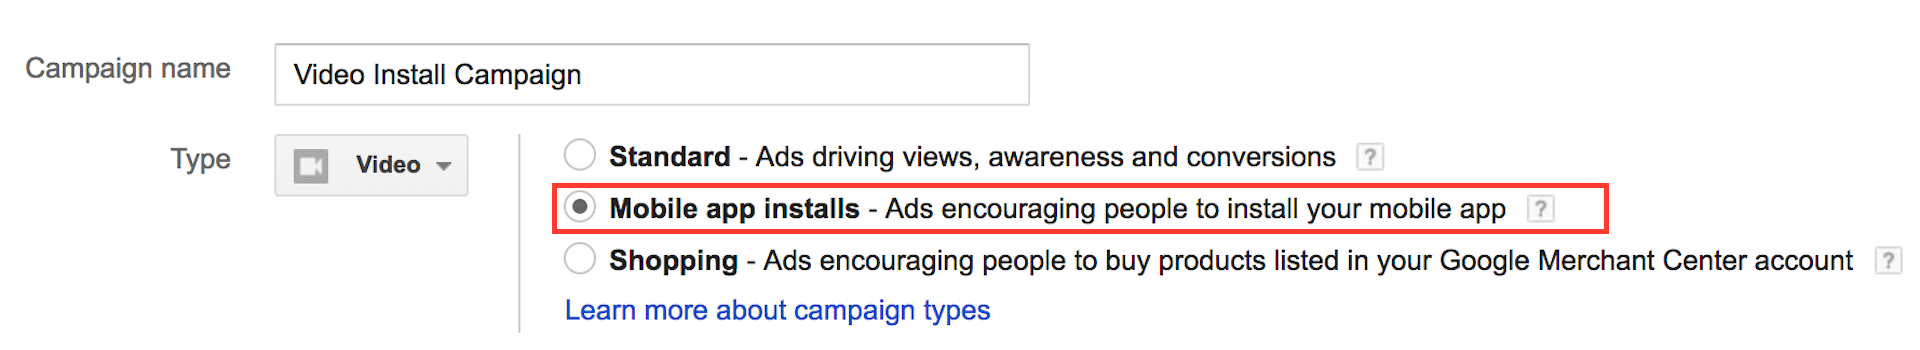 Campaign name
Video Install Campaign
Type
Video
Standard - Ads driving views, awareness and conversions ?
Mobile app installs - Ads encouraging people to install your mobile app ?
Shopping - Ads encouraging people to buy products listed in your Google Merchant Center account ?
Learn more about campaign types